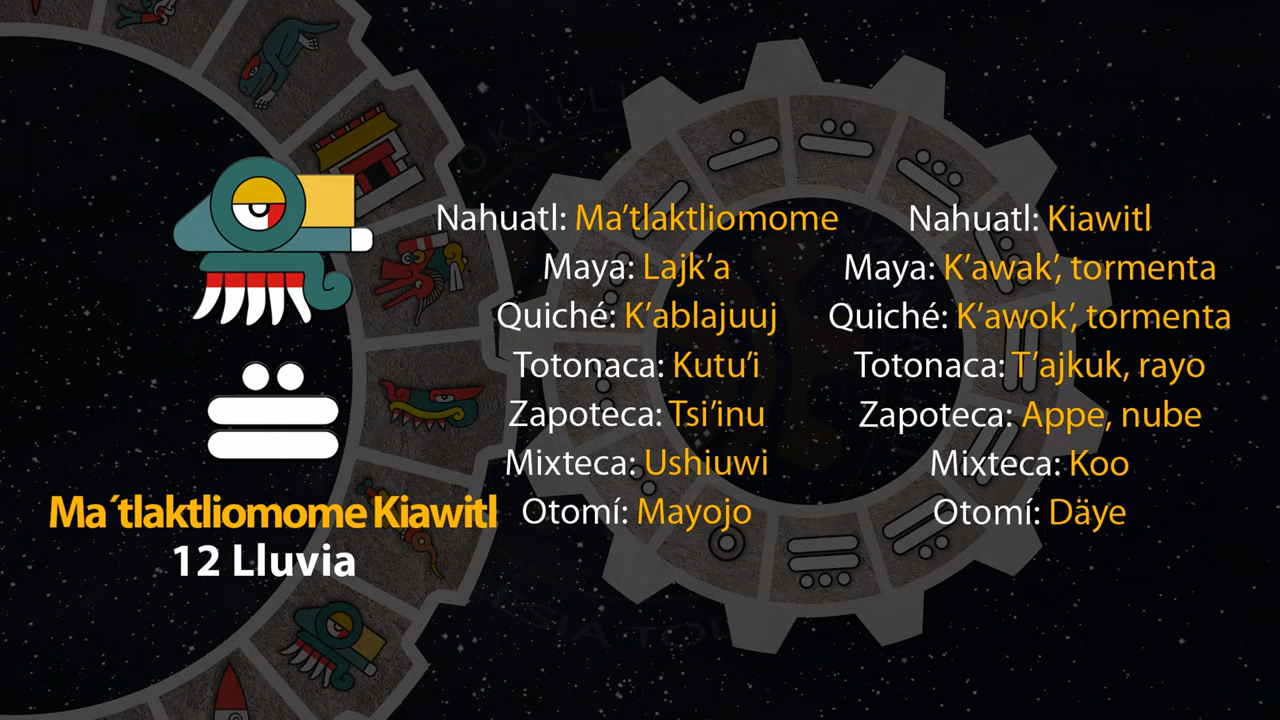 Nahuatl: Ma’tlaktliomome
Maya: Lajk’a
Quiché: K’ablajuuj
Totonaca: Kutu’i
Zapoteca: Tsi’inu
Mixteca: Ushiuwi
Otomí: Mayojo
Nahuatl: Kiawitl
Maya: K’awak’, tormenta
Quiché: K’awok’, tormenta
Totonaca: T’ajkuk, rayo
Zapoteca: Appe, nube
Mixteca: Koo
Otomí: Däye
Ma´tlaktliomome Kiawitl
12 Lluvia